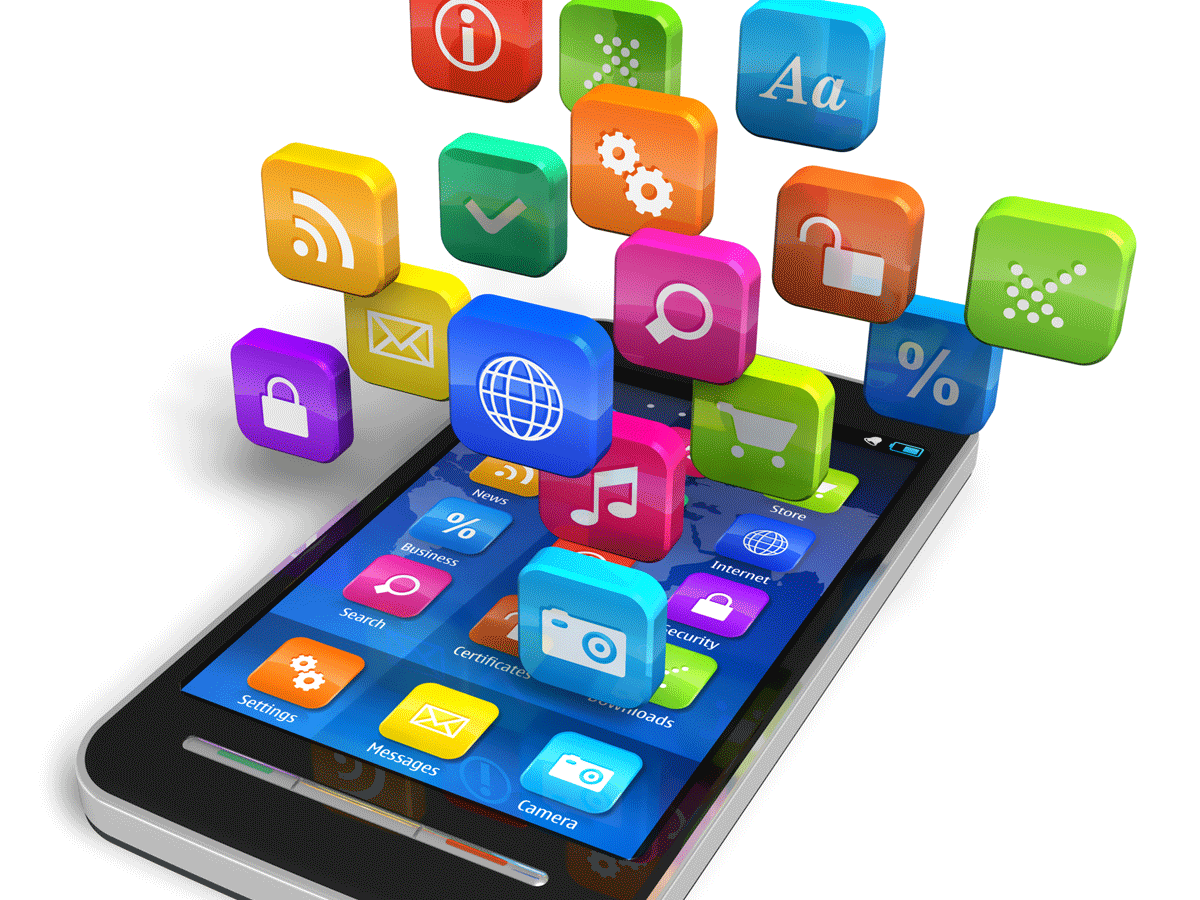 Aa
%
News
Store
%
Business
Internet
Search
Security
Certificates
Downloads
Settings
Messages
Camera